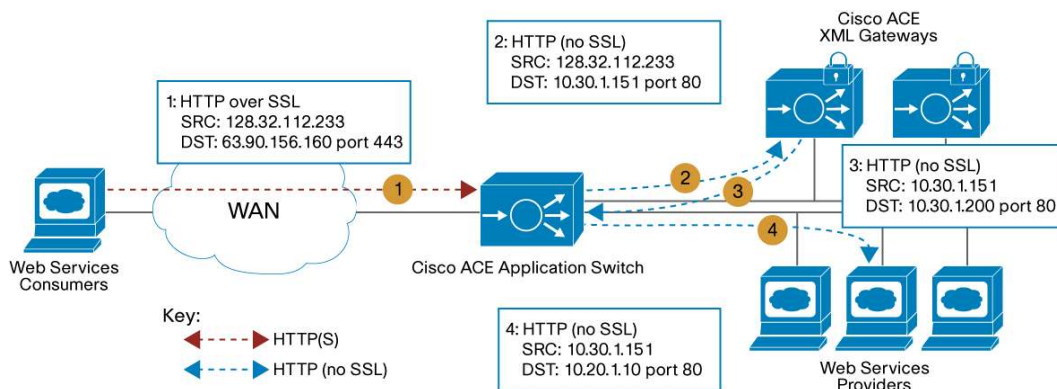 Cisco ACE
XML Gateways
2: HTTP (no SSL)
SRC: 128.32.112.233
DST: 10.30.1.151 port 80
1: HTTP over SSL
SRC: 128.32.112.233
DST: 63.90.156.160 port 443
3: HTTP (no SSL)
SRC: 10.30.1.151
DST: 10.30.1.200 port 80
1
2
3
4
WAN
Web Services
Consumers
Cisco ACE Application Switch
Key:
HTTP(S)
HTTP (no SSL)
4: HTTP (no SSL)
SRC: 10.30.1.151
DST: 10.20.1.10 port 80
Web Services
Providers